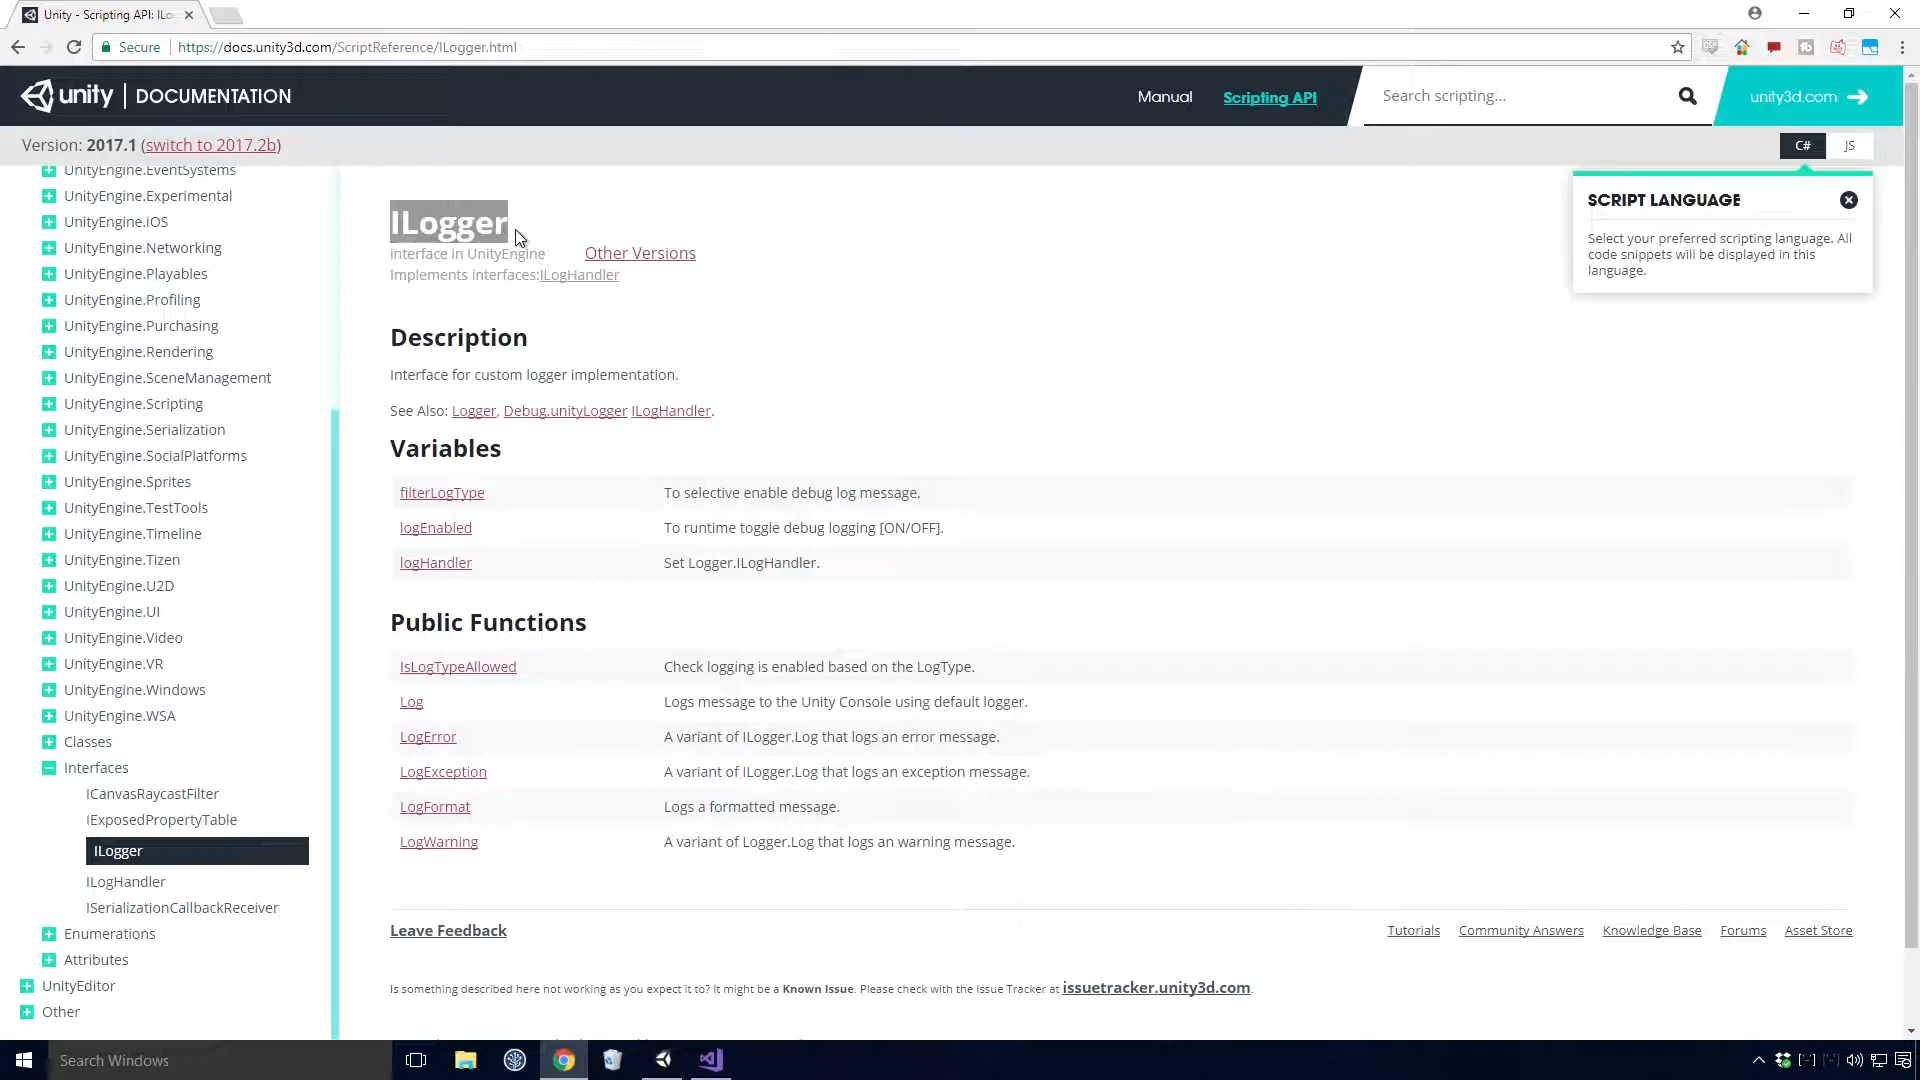 Unity - Scripting API: ILo
Secure
https://docs.unity3d.com/ScriptReference/ILogger.html
unity
DOCUMENTATION
Manual
Scripting API
Search scripting...
unity3d.com
Version: 2017.1 (switch to 2017.2b)
C#
JS
UnityEngine.EventSystems
UnityEngine.Experimental
UnityEngine.iOS
UnityEngine.Networking
UnityEngine.Playables
UnityEngine.Profiling
UnityEngine.Purchasing
UnityEngine.Rendering
UnityEngine.SceneManagement
UnityEngine.Scripting
UnityEngine.Serialization
UnityEngine.SocialPlatforms
UnityEngine.Sprites
UnityEngine.TestTools
UnityEngine.Timeline
UnityEngine.Tizen
UnityEngine.U2D
UnityEngine.UI
UnityEngine.Video
UnityEngine.VR
UnityEngine.Windows
UnityEngine.WSA
Classes
Interfaces
ICanvasRaycastFilter
IExposedPropertyTable
ILogger
ILogHandler
ISerializationCallbackReceiver
Enumerations
Attributes
UnityEditor
Other
ILogger
interface in UnityEngine
Other Versions
Implements interfaces:ILogHandler
SCRIPT LANGUAGE
Select your preferred scripting language. All
code snippets will be displayed in this
language.
Description
Interface for custom logger implementation.
See Also: Logger, Debug.unityLogger ILogHandler.
Variables
filterLogType To selective enable debug log message.
logEnabled To runtime toggle debug logging [ON/OFF].
logHandler Set Logger.ILogHandler.
Public Functions
IsLogTypeAllowed Check logging is enabled based on the LogType.
Log Logs message to the Unity Console using default logger.
LogError A variant of ILogger.Log that logs an error message.
LogException A variant of ILogger.Log that logs an exception message.
LogFormat Logs a formatted message.
LogWarning A variant of Logger.Log that logs an warning message.
Leave Feedback
Tutorials
Community Answers
Knowledge Base
Forums
Asset Store
Is something described here not working as you expect it to? It might be a Known Issue. Please check with the Issue Tracker at issuetracker.unity3d.com.
Search Windows